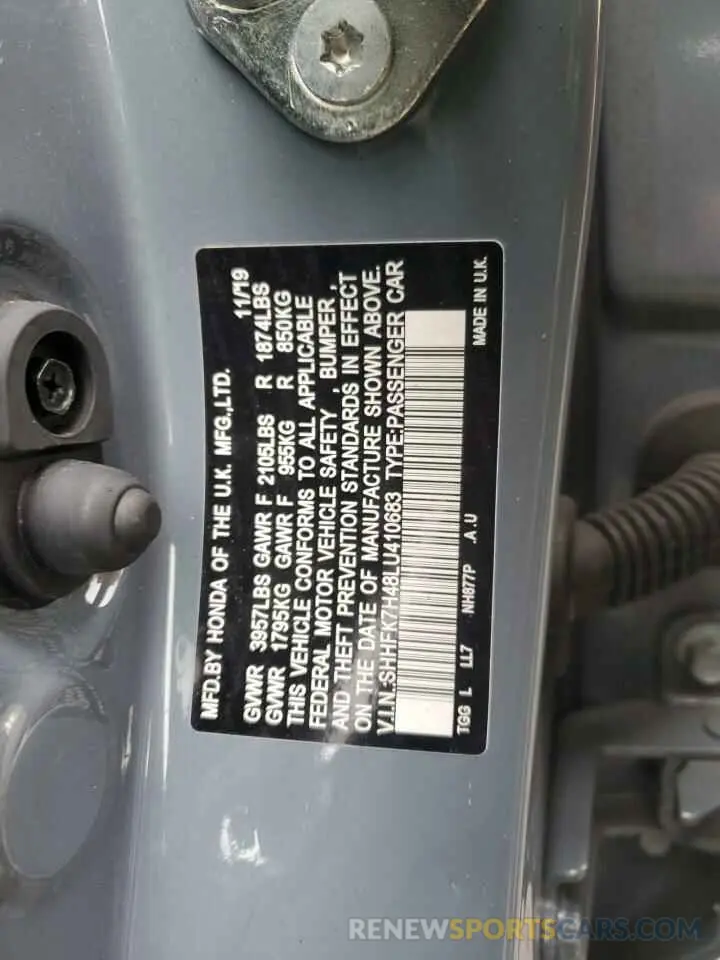 MFD.BY HONDA OF THE U.K. MFG.,LTD. 11/19
GVWR 3957LBS GAWR F 2105LBS R 1874LBS
GVWR 1795KG GAWR F 955KG R 850KG
THIS VEHICLE CONFORMS TO ALL APPLICABLE
FEDERAL MOTOR VEHICLE SAFETY , BUMPER ,
AND THEFT PREVENTION STANDARDS IN EFFECT
ON THE DATE OF MANUFACTURE SHOWN ABOVE.
V.I.N.:SHHFK7H48LU410683 TYPE:PASSENGER CAR
TGG L LL7 NH877P .A.U MADE IN U.K.
RENEWSPORTSCARS.COM